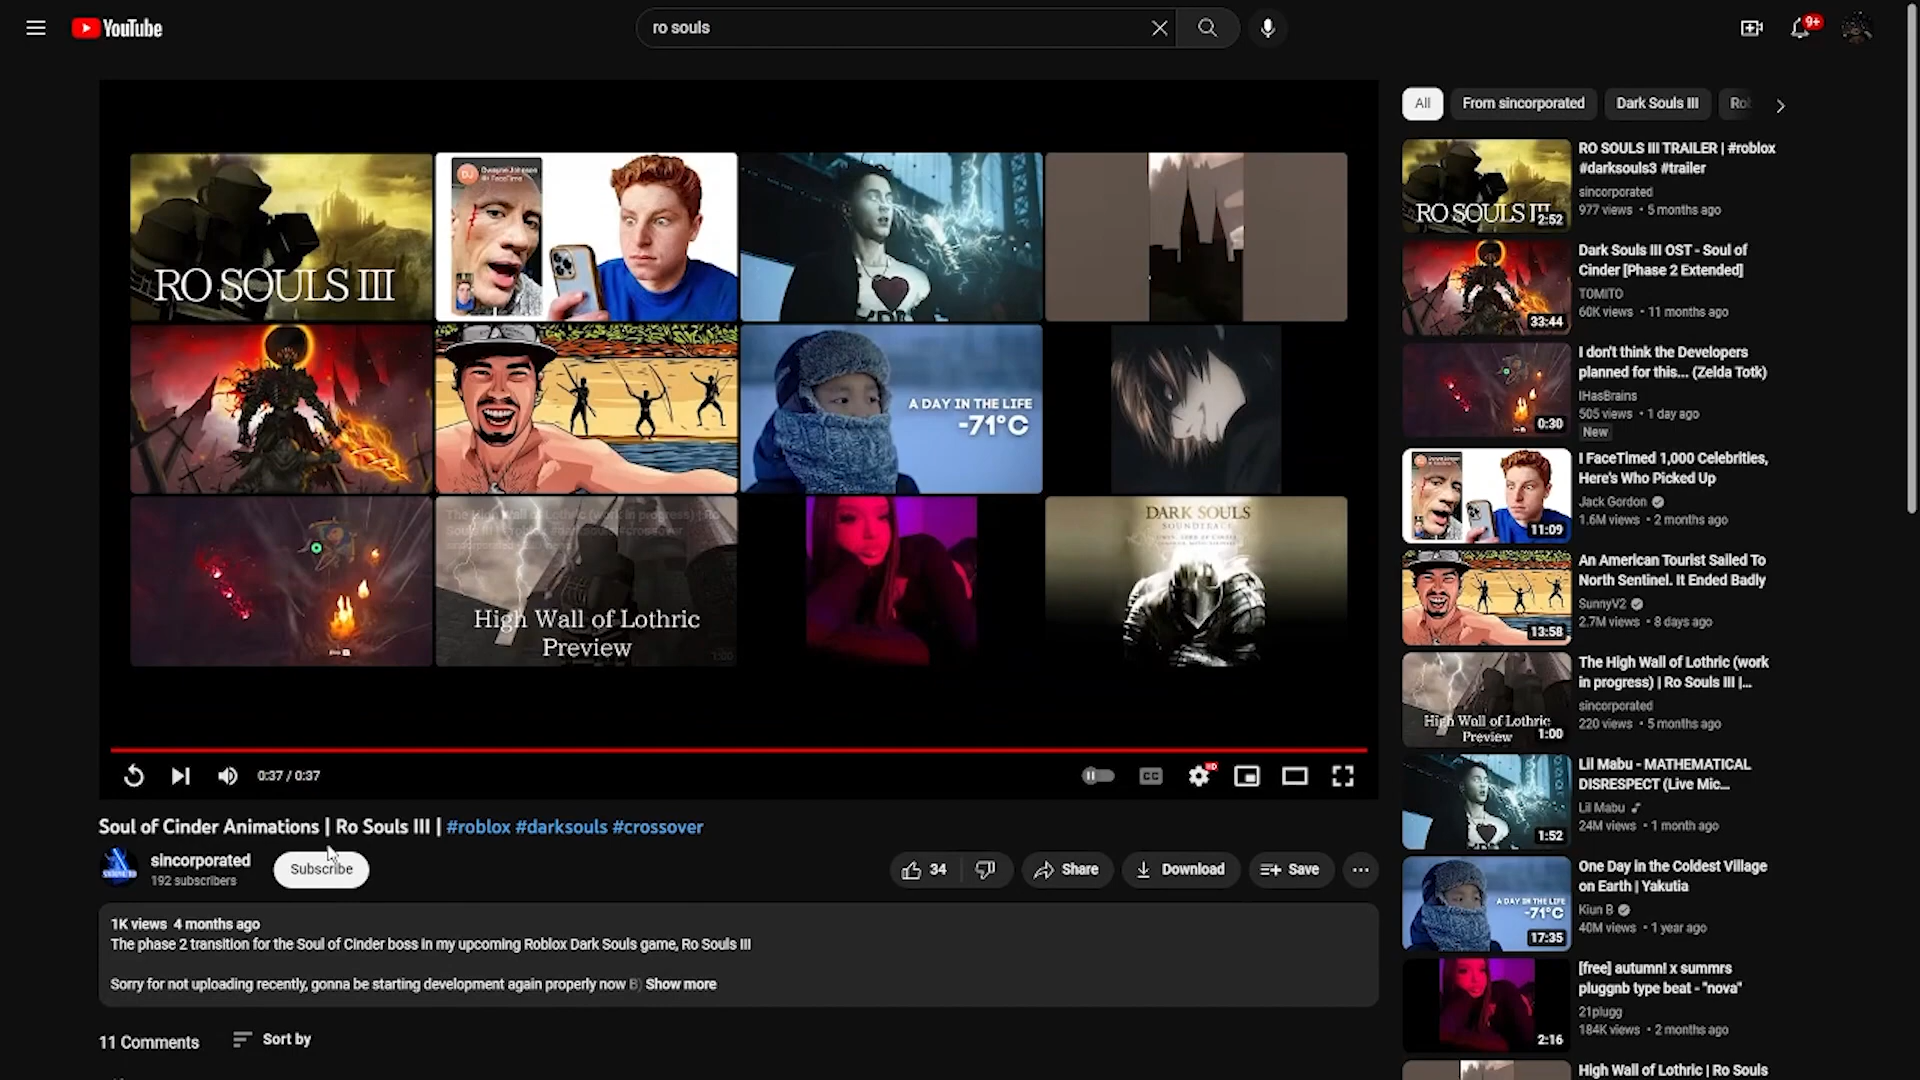 YouTube
ro souls
9+
RO SOULS III
A DAY IN THE LIFE
-71°C
High Wall of Lothric
Preview
DARK SOULS
SOUNDTRACK
0:37 / 0:37
CC
HD
Soul of Cinder Animations | Ro Souls III | #roblox #darksouls #crossover
sincorporated
192 subscribers
Subscribe
34
Share
Download
Save
1K views 4 months ago
The phase 2 transition for the Soul of Cinder boss in my upcoming Roblox Dark Souls game, Ro Souls III
Sorry for not uploading recently, gonna be starting development again properly now B) Show more
11 Comments
Sort by
All
From sincorporated
Dark Souls III
Rob
RO SOULS III
2:52
RO SOULS III TRAILER | #roblox
#darksouls3 #trailer
sincorporated
977 views • 5 months ago
33:44
Dark Souls III OST - Soul of
Cinder [Phase 2 Extended]
TOMITO
60K views • 11 months ago
0:30
I don't think the Developers
planned for this... (Zelda Totk)
IHasBrains
505 views • 1 day ago
New
11:09
I FaceTimed 1,000 Celebrities,
Here's Who Picked Up
Jack Gordon
1.6M views • 2 months ago
13:58
An American Tourist Sailed To
North Sentinel. It Ended Badly
SunnyV2
2.7M views • 8 days ago
High Wall of Lothric
Preview
1:00
The High Wall of Lothric (work
in progress) | Ro Souls III |...
sincorporated
220 views • 5 months ago
1:52
Lil Mabu - MATHEMATICAL
DISRESPECT (Live Mic...
Lil Mabu
24M views • 1 month ago
A DAY IN THE LIFE
-71°C
17:35
One Day in the Coldest Village
on Earth | Yakutia
Kiun B
40M views • 1 year ago
2:16
[free] autumn! x summrs
pluggnb type beat - "nova"
21plugg
184K views • 2 months ago
High Wall of Lothric | Ro Souls